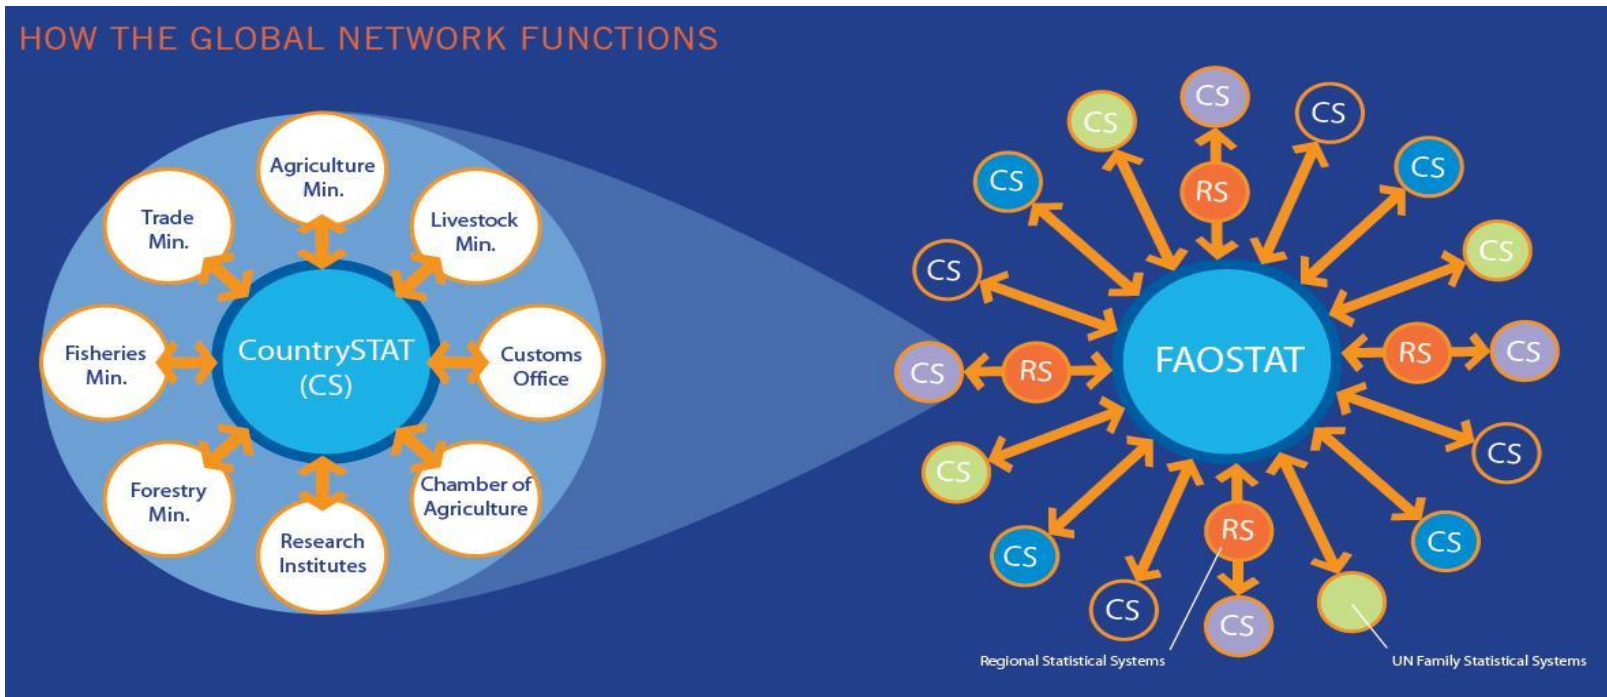 HOW THE GLOBAL NETWORK FUNCTIONS
Agriculture
Min.
Trade
Min.
Livestock
Min.
Fisheries
Min.
CountrySTAT
(CS)
Customs
Office
Forestry
Min.
Chamber of
Agriculture
Research
Institutes
CS
CS
CS
CS
CS
RS
CS
CS
CS
CS
RS
FAOSTAT
RS
CS
CS
CS
CS
RS
CS
CS
CS
Regional Statistical Systems
UN Family Statistical Systems